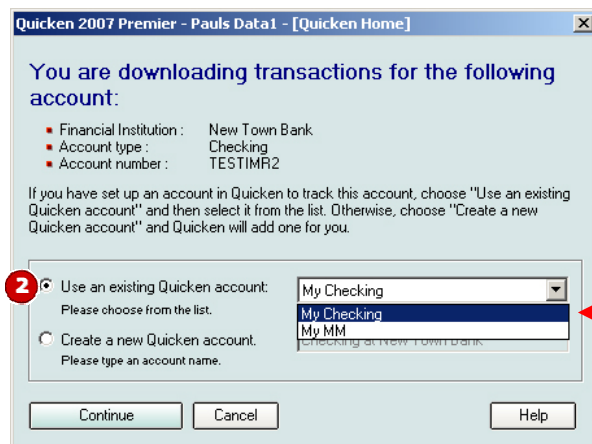 Quicken 2007 Premier - Pauls Data1 - [Quicken Home]
You are downloading transactions for the following
account:
Financial Institution : New Town Bank
Account type : Checking
Account number : TESTIMR2
If you have set up an account in Quicken to track this account, choose "Use an existing
Quicken account" and then select it from the list. Otherwise, choose "Create a new
Quicken account" and Quicken will add one for you.
2 Use an existing Quicken account: My Checking
Please choose from the list. My Checking
My MM
Create a new Quicken account. Checking at New Town Bank
Please type an account name.
Continue Cancel Help